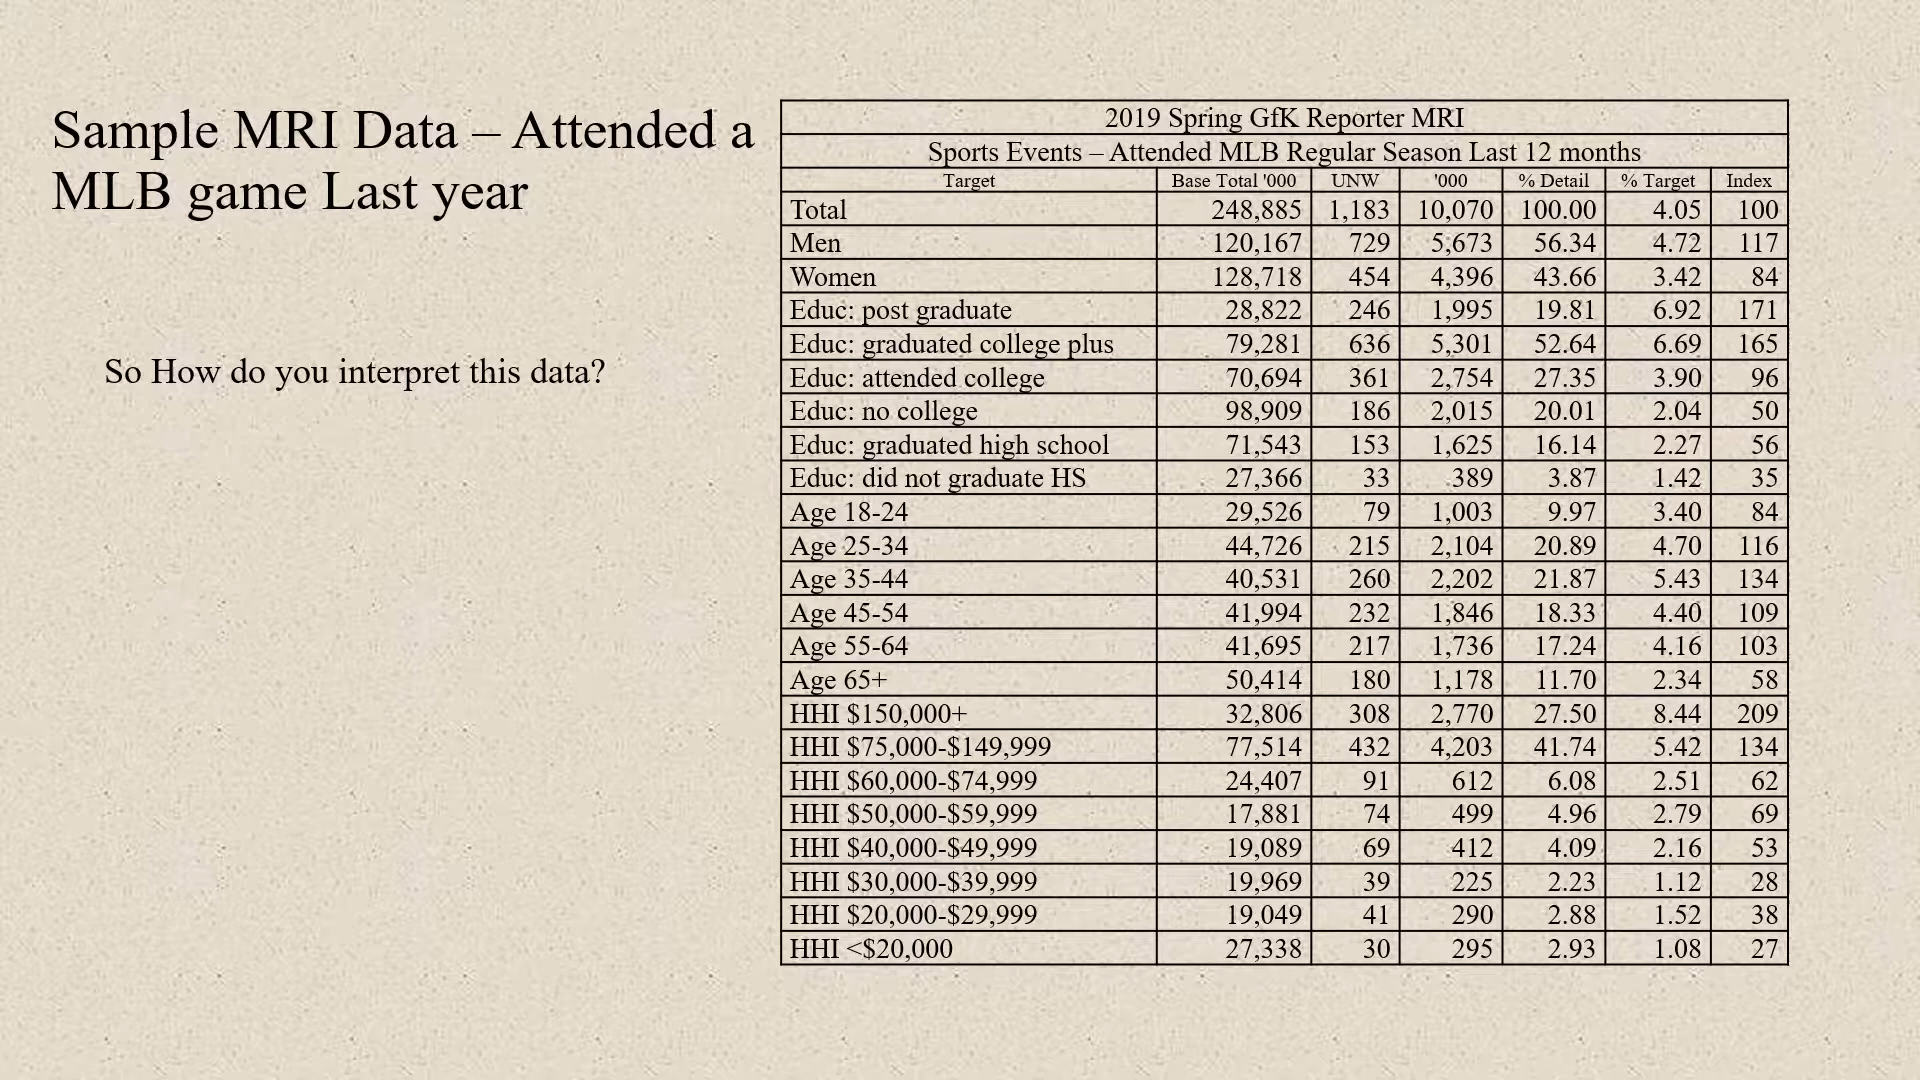 Sample MRI Data – Attended a
MLB game Last year
So How do you interpret this data?
2019 Spring GfK Reporter MRI
Sports Events – Attended MLB Regular Season Last 12 months
Target Base Total '000 UNW '000 % Detail % Target Index
Total 248,885 1,183 10,070 100.00 4.05 100
Men 120,167 729 5,673 56.34 4.72 117
Women 128,718 454 4,396 43.66 3.42 84
Educ: post graduate 28,822 246 1,995 19.81 6.92 171
Educ: graduated college plus 79,281 636 5,301 52.64 6.69 165
Educ: attended college 70,694 361 2,754 27.35 3.90 96
Educ: no college 98,909 186 2,015 20.01 2.04 50
Educ: graduated high school 71,543 153 1,625 16.14 2.27 56
Educ: did not graduate HS 27,366 33 389 3.87 1.42 35
Age 18-24 29,526 79 1,003 9.97 3.40 84
Age 25-34 44,726 215 2,104 20.89 4.70 116
Age 35-44 40,531 260 2,202 21.87 5.43 134
Age 45-54 41,994 232 1,846 18.33 4.40 109
Age 55-64 41,695 217 1,736 17.24 4.16 103
Age 65+ 50,414 180 1,178 11.70 2.34 58
HHI $150,000+ 32,806 308 2,770 27.50 8.44 209
HHI $75,000-$149,999 77,514 432 4,203 41.74 5.42 134
HHI $60,000-$74,999 24,407 91 612 6.08 2.51 62
HHI $50,000-$59,999 17,881 74 499 4.96 2.79 69
HHI $40,000-$49,999 19,089 69 412 4.09 2.16 53
HHI $30,000-$39,999 19,969 39 225 2.23 1.12 28
HHI $20,000-$29,999 19,049 41 290 2.88 1.52 38
HHI <$20,000 27,338 30 295 2.93 1.08 27